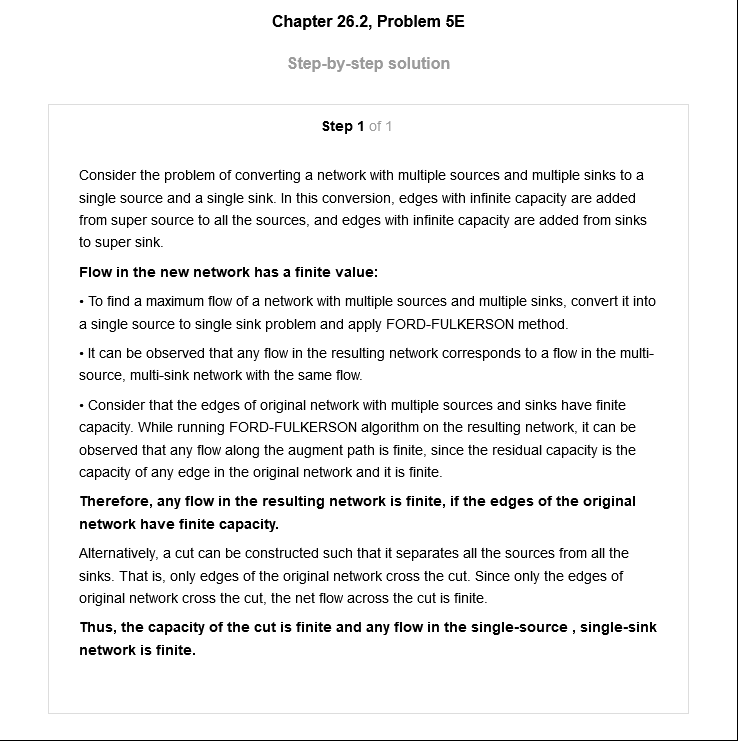 Chapter 26.2, Problem 5E
Step-by-step solution
Step 1 of 1
Consider the problem of converting a network with multiple sources and multiple sinks to a
single source and a single sink. In this conversion, edges with infinite capacity are added
from super source to all the sources, and edges with infinite capacity are added from sinks
to super sink.
Flow in the new network has a finite value:
• To find a maximum flow of a network with multiple sources and multiple sinks, convert it into
a single source to single sink problem and apply FORD-FULKERSON method.
• It can be observed that any flow in the resulting network corresponds to a flow in the multi-
source, multi-sink network with the same flow.
• Consider that the edges of original network with multiple sources and sinks have finite
capacity. While running FORD-FULKERSON algorithm on the resulting network, it can be
observed that any flow along the augment path is finite, since the residual capacity is the
capacity of any edge in the original network and it is finite.
Therefore, any flow in the resulting network is finite, if the edges of the original
network have finite capacity.
Alternatively, a cut can be constructed such that it separates all the sources from all the
sinks. That is, only edges of the original network cross the cut. Since only the edges of
original network cross the cut, the net flow across the cut is finite.
Thus, the capacity of the cut is finite and any flow in the single-source , single-sink
network is finite.